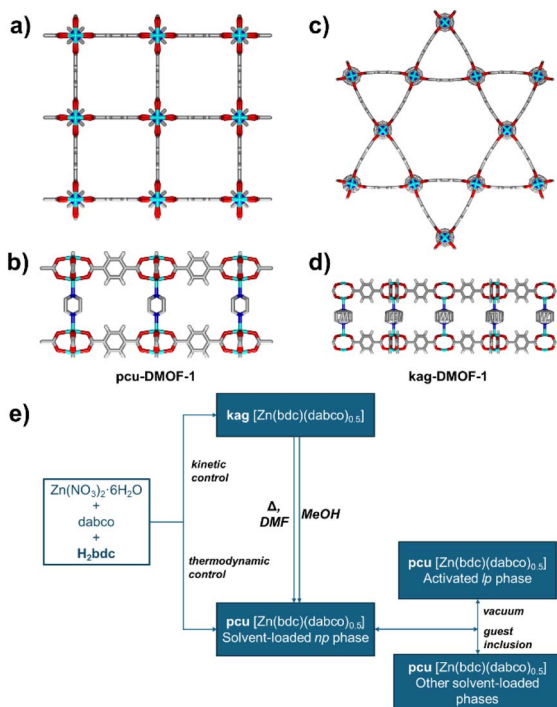 a)
c)
b)
d)
pcu-DMOF-1
kag-DMOF-1
e)
kag [Zn(bdc)(dabco)₀.₅]
kinetic
control
Zn(NO₃)₂·6H₂O
+
dabco
+
H₂bdc
Δ,
DMF
MeOH
thermodynamic
control
pcu [Zn(bdc)(dabco)₀.₅]
Activated lp phase
vacuum
pcu [Zn(bdc)(dabco)₀.₅]
Solvent-loaded np phase
guest
inclusion
pcu [Zn(bdc)(dabco)₀.₅]
Other solvent-loaded
phases